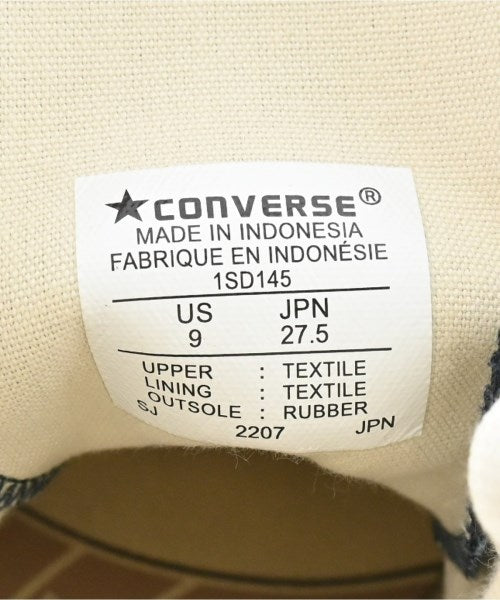 ★CONVERSE®
MADE IN INDONESIA
FABRIQUE EN INDONÉSIE
1SD145
US JPN
9 27.5
UPPER : TEXTILE
LINING : TEXTILE
OUTSOLE : RUBBER
SJ 2207 JPN